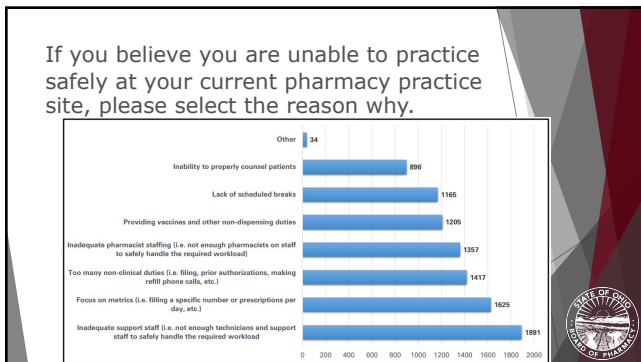 If you believe you are unable to practice
safely at your current pharmacy practice
site, please select the reason why.
Other
34
Inability to properly counsel patients
896
Lack of scheduled breaks
1165
Providing vaccines and other non-dispensing duties
1205
Inadequate pharmacist staffing (i.e. not enough pharmacists on staff
to safely handle the required workload)
1357
Too many non-clinical duties (i.e. filing, prior authorizations, making
refill phone calls, etc.)
1417
Focus on metrics (i.e. filling a specific number or prescriptions per
day, etc.)
1625
Inadequate support staff (i.e. not enough technicians and support
staff to safely handle the required workload
1891
0 200 400 600 800 1000 1200 1400 1600 1800 2000
STATE OF OHIO
BOARD OF PHARMACY